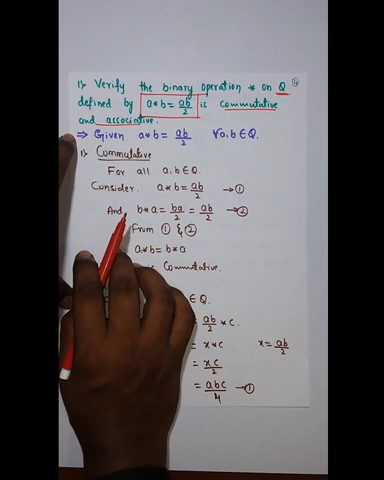 1) Verify the binary operation * on Q
defined by a*b = ab/2 is commutative
and associative.
⇒ Given a*b = ab/2 ∀a,b∈Q.
1) Commutative
For all a,b∈Q.
Consider. a*b = ab/2 →①
And b*a = ba/2 = ab/2 →②
From ① & ②
a*b = b*a
is Commutative.
∈ Q.
= ab/2 * c.
= x*c x = ab/2
= xc/2
= abc/4 →①